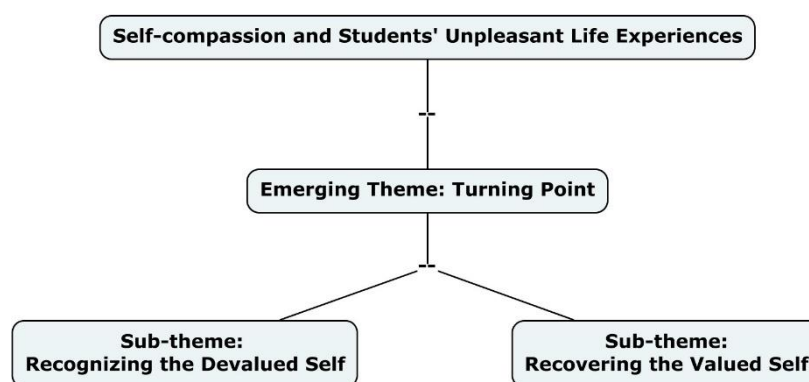 Self-compassion and Students' Unpleasant Life Experiences
--
Emerging Theme: Turning Point
--
Sub-theme:
Recognizing the Devalued Self
Sub-theme:
Recovering the Valued Self